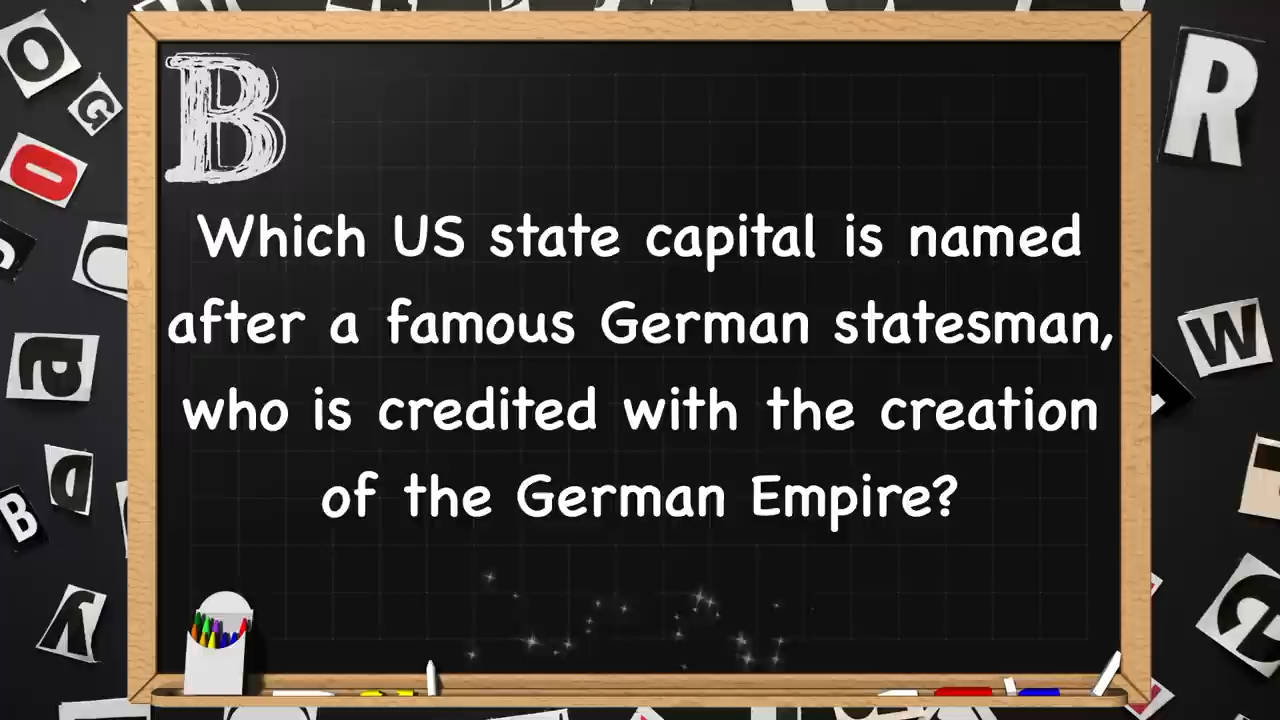 B
Which US state capital is named
after a famous German statesman,
who is credited with the creation
of the German Empire?
O
G
O
a
B
R
W